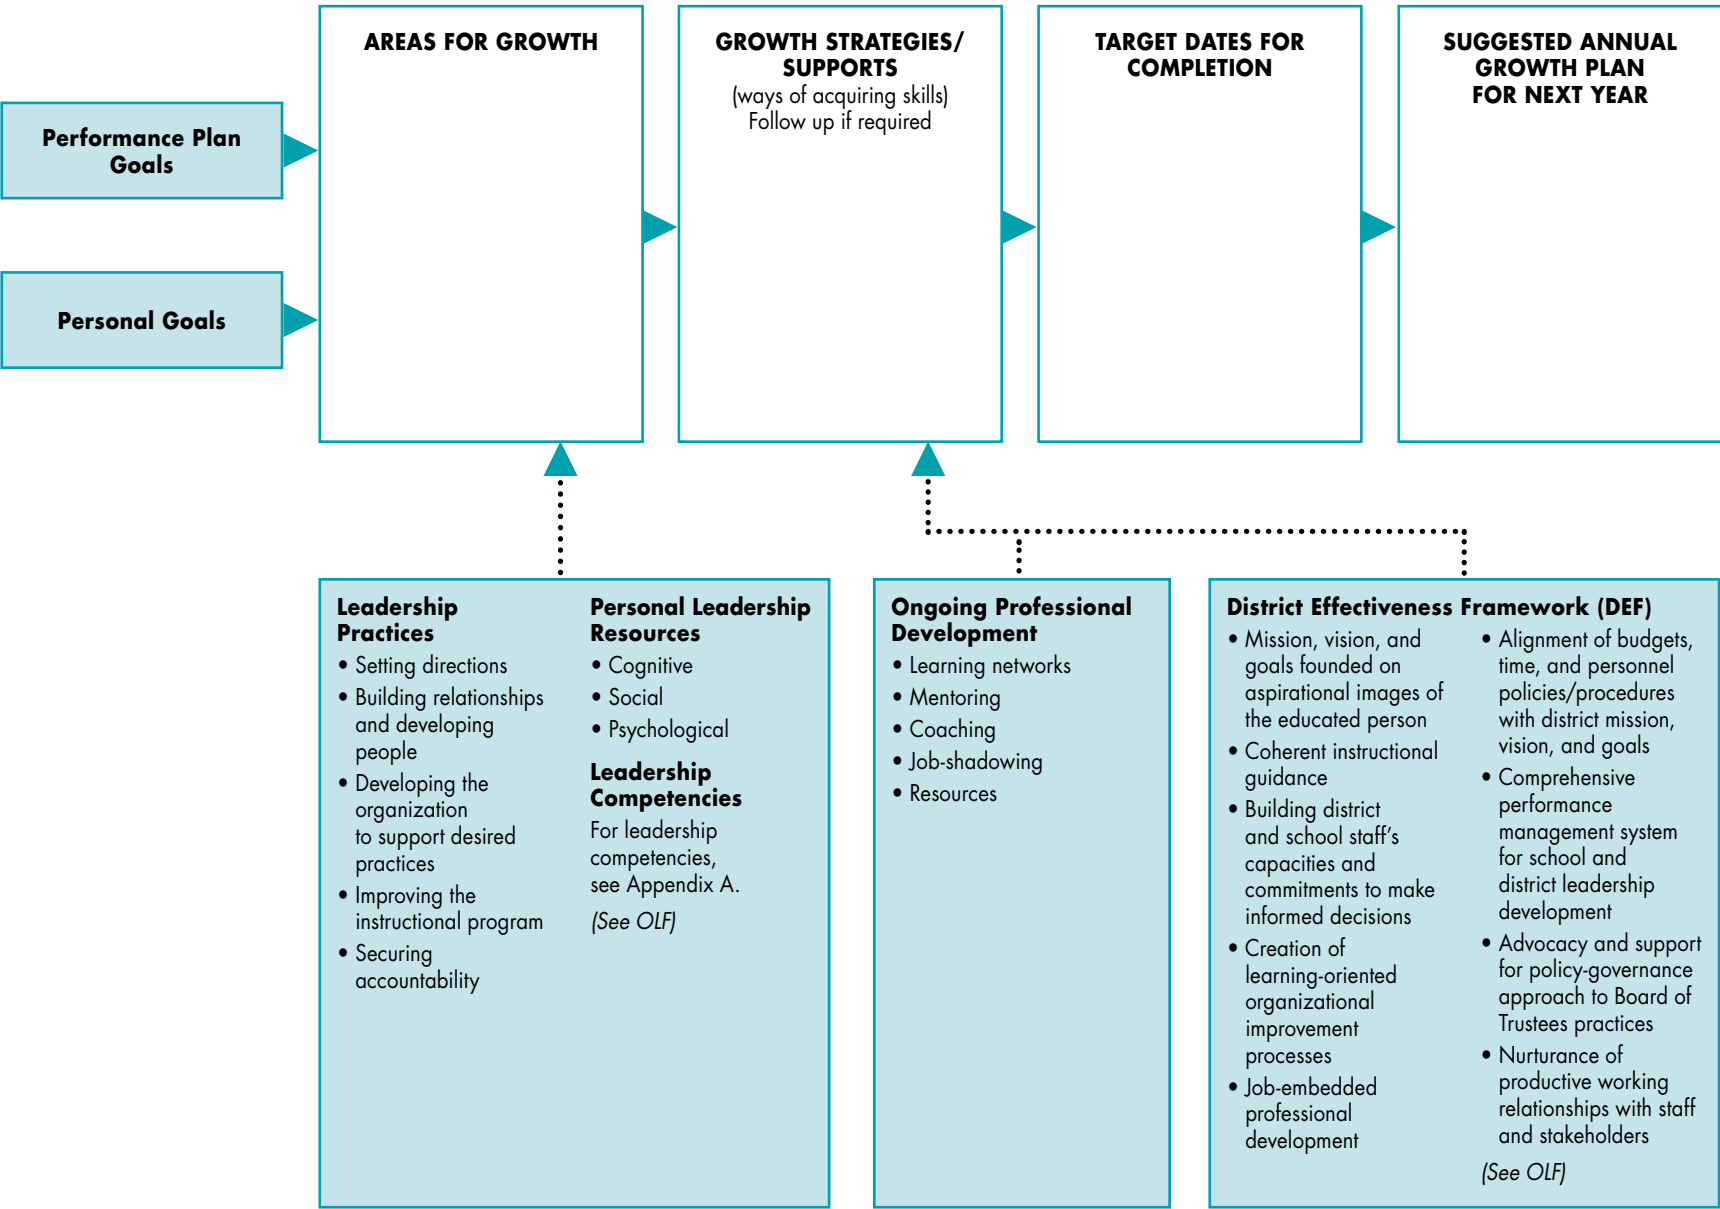 Performance Plan
Goals
Personal Goals
AREAS FOR GROWTH
GROWTH STRATEGIES/
SUPPORTS
(ways of acquiring skills)
Follow up if required
TARGET DATES FOR
COMPLETION
SUGGESTED ANNUAL
GROWTH PLAN
FOR NEXT YEAR
Leadership
Practices
• Setting directions
• Building relationships
and developing
people
• Developing the
organization
to support desired
practices
• Improving the
instructional program
• Securing
accountability
Personal Leadership
Resources
• Cognitive
• Social
• Psychological
Leadership
Competencies
For leadership
competencies,
see Appendix A.
(See OLF)
Ongoing Professional
Development
• Learning networks
• Mentoring
• Coaching
• Job-shadowing
• Resources
District Effectiveness Framework (DEF)
• Mission, vision, and
goals founded on
aspirational images of
the educated person
• Coherent instructional
guidance
• Building district
and school staff's
capacities and
commitments to make
informed decisions
• Creation of
learning-oriented
organizational
improvement
processes
• Job-embedded
professional
development
• Alignment of budgets,
time, and personnel
policies/procedures
with district mission,
vision, and goals
• Comprehensive
performance
management system
for school and
district leadership
development
• Advocacy and support
for policy-governance
approach to Board of
Trustees practices
• Nurturance of
productive working
relationships with staff
and stakeholders
(See OLF)